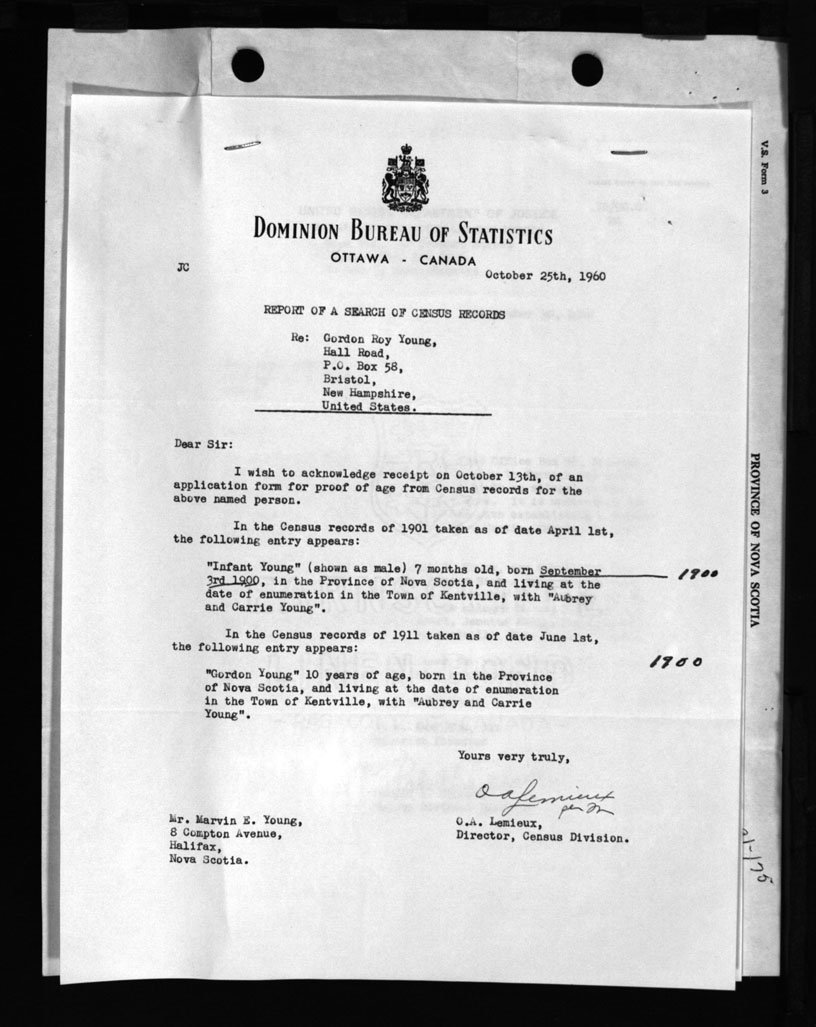 V.S. Form 3
DOMINION BUREAU OF STATISTICS
OTTAWA - CANADA
JC
October 25th, 1960
REPORT OF A SEARCH OF CENSUS RECORDS
Re: Gordon Roy Young,
Hall Road,
P.O. Box 58,
Bristol,
New Hampshire,
United States.
Dear Sir:
I wish to acknowledge receipt on October 13th, of an
application form for proof of age from Census records for the
above named person.
In the Census records of 1901 taken as of date April 1st,
the following entry appears:
"Infant Young" (shown as male) 7 months old, born September
3rd 1900, in the Province of Nova Scotia, and living at the
date of enumeration in the Town of Kentville, with "Aubrey
and Carrie Young".
1900
In the Census records of 1911 taken as of date June 1st,
the following entry appears:
1900
"Gordon Young" 10 years of age, born in the Province
of Nova Scotia, and living at the date of enumeration
in the Town of Kentville, with "Aubrey and Carrie
Young".
Yours very truly,
O A Lemieux
O.A. Lemieux,
Director, Census Division.
Mr. Marvin E. Young,
8 Compton Avenue,
Halifax,
Nova Scotia.
PROVINCE OF NOVA SCOTIA